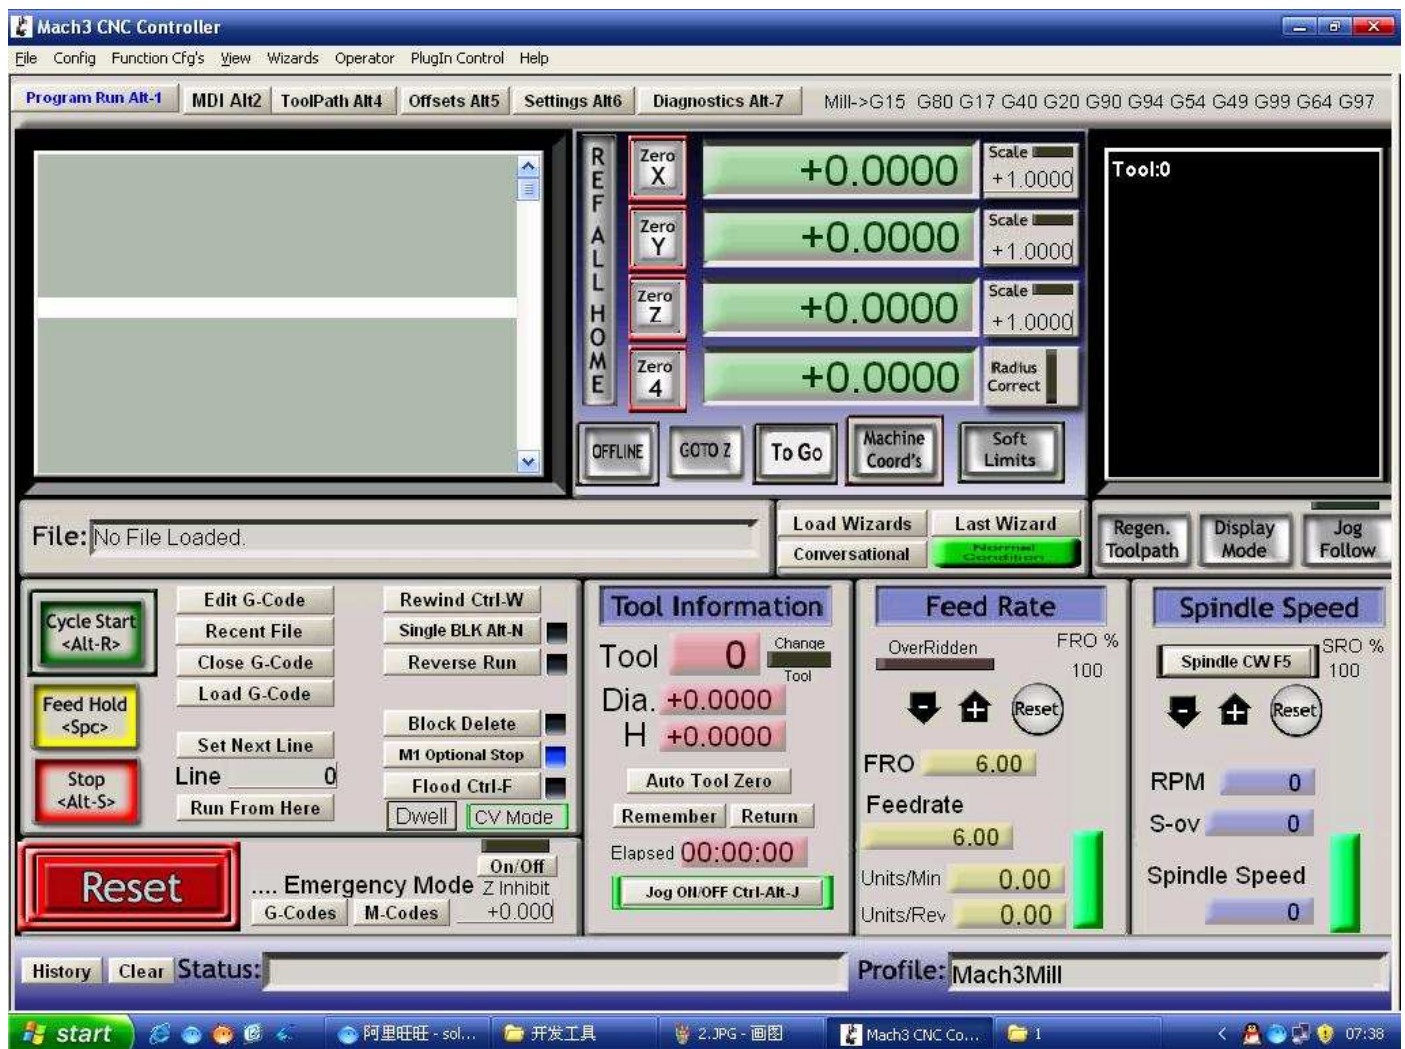 Mach3 CNC Controller
File Config Function Cfg's View Wizards Operator PlugIn Control Help
Program Run Alt-1 MDI Alt2 ToolPath Alt4 Offsets Alt5 Settings Alt6 Diagnostics Alt-7 Mill->G15 G80 G17 G40 G20 G90 G94 G54 G49 G99 G64 G97
REF ALL HOME
Zero X +0.0000 Scale +1.0000
Zero Y +0.0000 Scale +1.0000
Zero Z +0.0000 Scale +1.0000
Zero 4 +0.0000 Radius Correct
OFFLINE GOTO Z To Go Machine Coord's Soft Limits
Tool:0
File: No File Loaded.
Load Wizards Last Wizard
Conversational Normal Condition
Regen. Toolpath Display Mode Jog Follow
Cycle Start <Alt-R>
Feed Hold <Spc>
Stop <Alt-S>
Edit G-Code
Recent File
Close G-Code
Load G-Code
Set Next Line
Line 0
Run From Here
Rewind Ctrl-W
Single BLK Alt-N
Reverse Run
Block Delete
M1 Optional Stop
Flood Ctrl-F
Dwell CV Mode
Reset
.... Emergency Mode
G-Codes M-Codes
On/Off
Z Inhibit
+0.000
Tool Information
Tool 0 Change Tool
Dia. +0.0000
H +0.0000
Auto Tool Zero
Remember Return
Elapsed 00:00:00
Jog ON/OFF Ctrl-Alt-J
Feed Rate
OverRidden FRO %
100
Reset
FRO 6.00
Feedrate
6.00
Units/Min 0.00
Units/Rev 0.00
Spindle Speed
Spindle CW F5 SRO %
100
Reset
RPM 0
S-ov 0
Spindle Speed
0
History Clear Status:
Profile: Mach3Mill
start 阿里旺旺 - sol... 开发工具 2.JPG - 画图 Mach3 CNC Co... 1 07:38